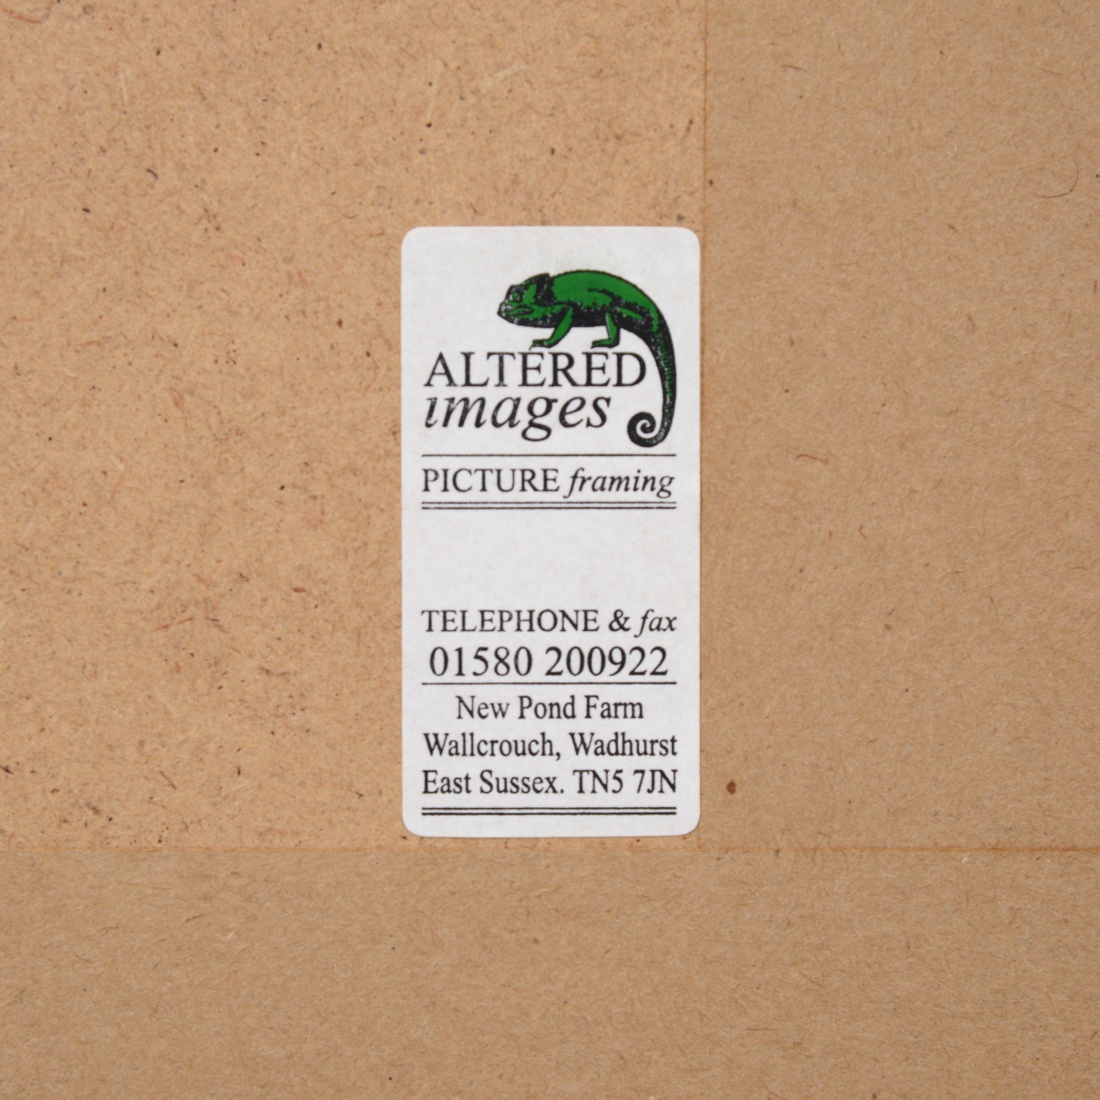 ALTERED
images
PICTURE framing
TELEPHONE & fax
01580 200922
New Pond Farm
Wallcrouch, Wadhurst
East Sussex. TN5 7JN